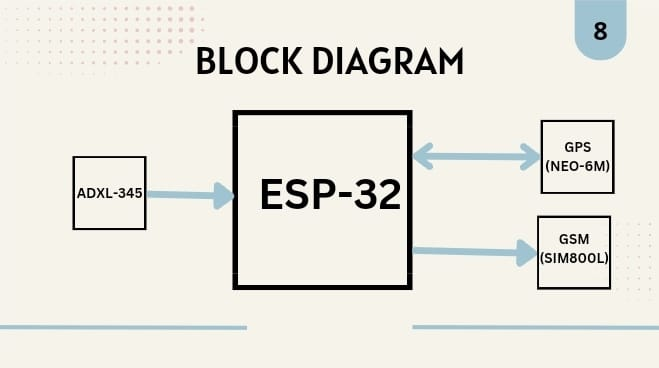 8
BLOCK DIAGRAM
ADXL-345
ESP-32
GPS
(NEO-6M)
GSM
(SIM800L)